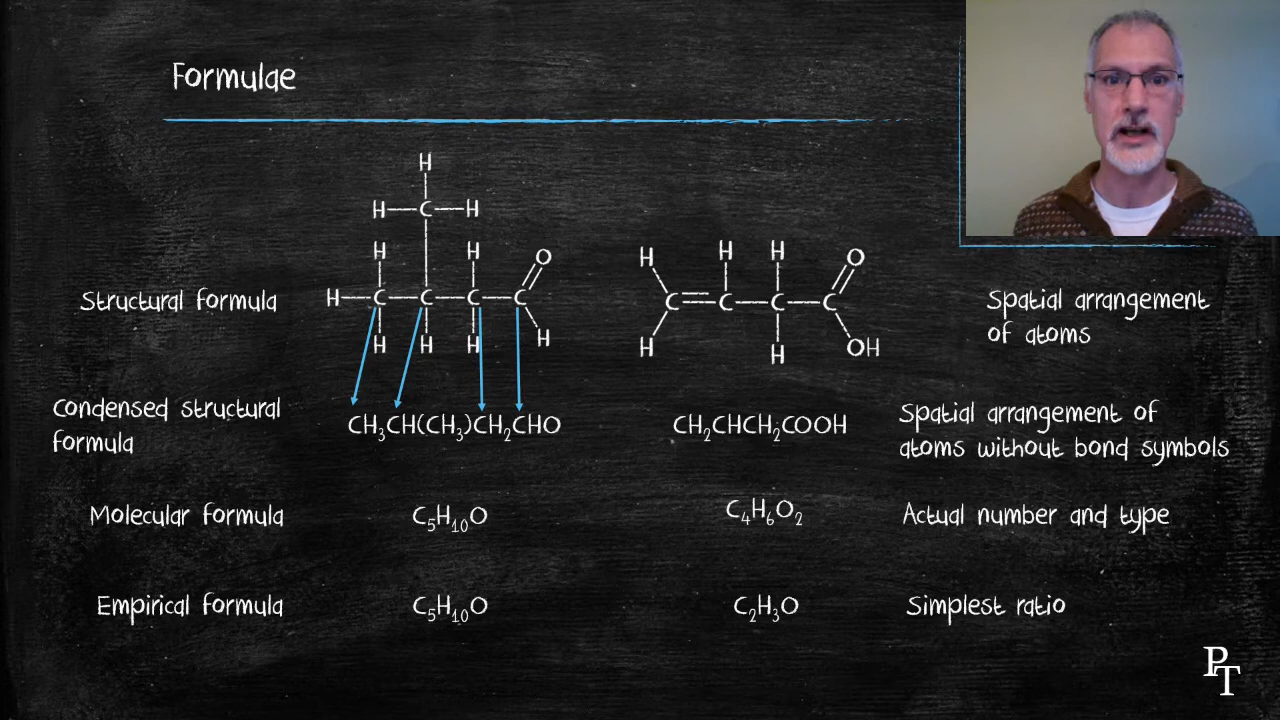 Formulae
H
H—C—H
H H O
H—C—C—C—C
H H H H
H H H O
C=C—C—C
H H OH
Structural formula
Spatial arrangement
of atoms
Condensed structural
formula
CH₃CH(CH₃)CH₂CHO
CH₂CHCH₂COOH
Spatial arrangement of
atoms without bond symbols
Molecular formula
C₅H₁₀O
C₄H₆O₂
Actual number and type
Empirical formula
C₅H₁₀O
C₂H₃O
Simplest ratio
PT